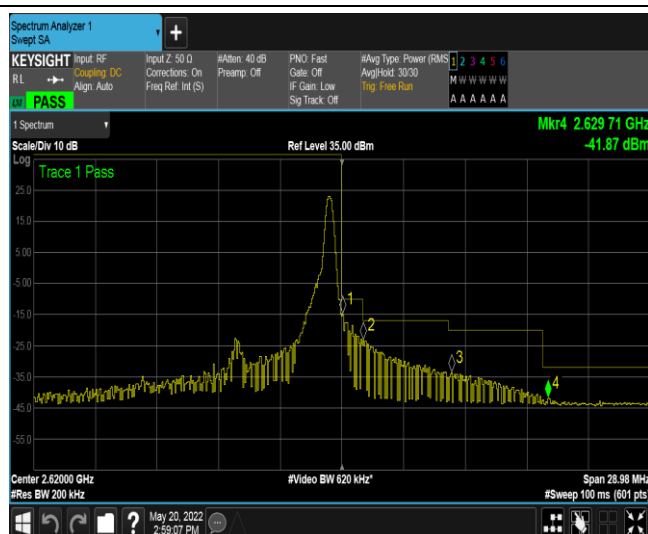 Spectrum Analyzer 1
Swept SA
+
KEYSIGHT Input: RF Input Z: 50 Ω #Atten: 40 dB PNO: Fast #Avg Type: Power (RMS 1 2 3 4 5 6
RL Coupling: DC Corrections: On Preamp: Off Gate: Off Avg|Hold: 30/30 M W W W W W
Align: Auto Freq Ref: Int (S) IF Gain: Low Trig: Free Run
LXI PASS Sig Track: Off A A A A A A
1 Spectrum Mkr4 2.629 71 GHz
Scale/Div 10 dB Ref Level 35.00 dBm -41.87 dBm
Log
Trace 1 Pass
25.0
15.0
5.00
-5.00
1
-15.0
2
-25.0
3
-35.0
4
-45.0
-55.0
Center 2.62000 GHz #Video BW 620 kHz* Span 28.98 MHz
#Res BW 200 kHz #Sweep 100 ms (601 pts)
? May 20, 2022
2:59:07 PM